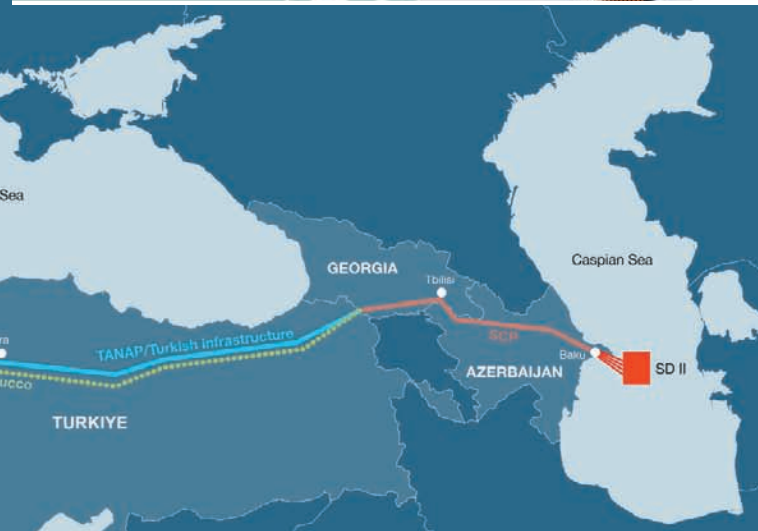 Sea
Caspian Sea
GEORGIA
Tbilisi
TANAP/Turkish Infrastructure
SCP
Baku
SD II
AZERBAIJAN
TURKIYE